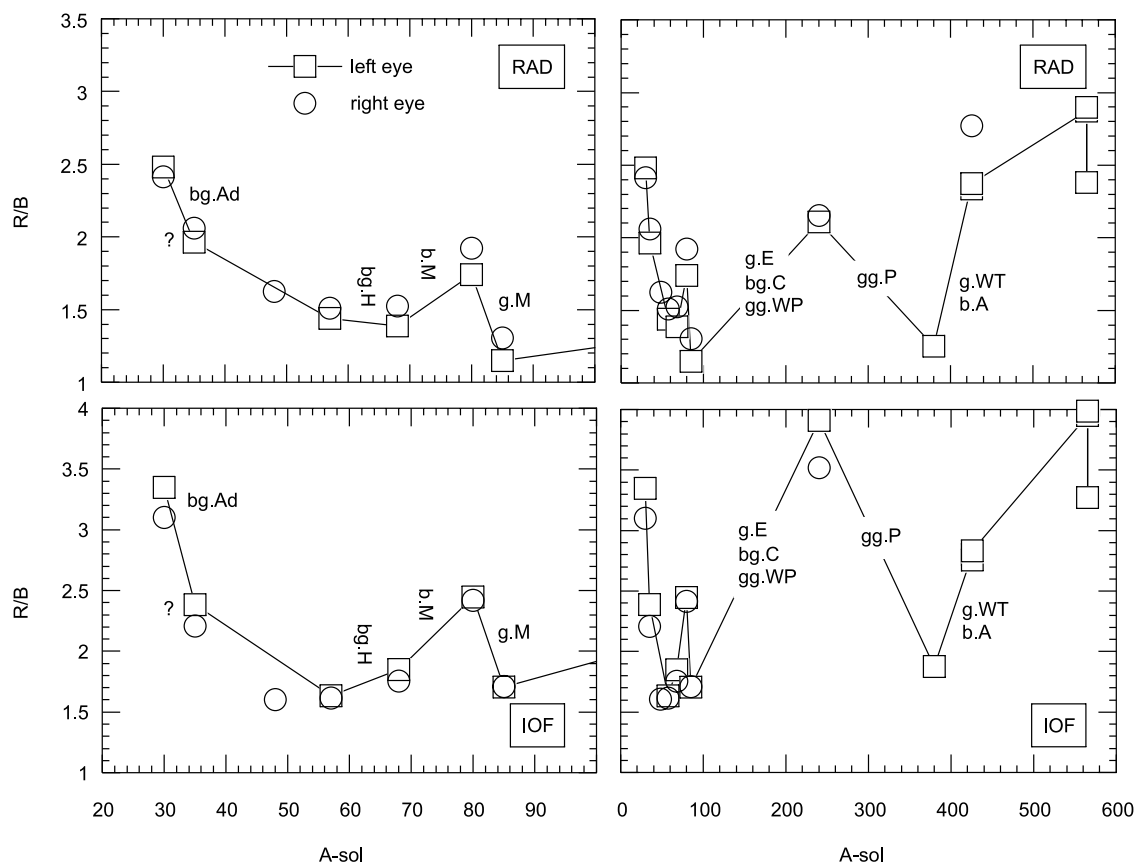 3.5
3
2.5
2
1.5
1
R/B
left eye
right eye
RAD
bg.Ad
?
bg.H
b.M
g.M
RAD
g.E
bg.C
gg.WP
gg.P
g.WT
b.A
4
3.5
3
2.5
2
1.5
1
R/B
bg.Ad
?
bg.H
b.M
g.M
IOF
g.E
bg.C
gg.WP
gg.P
g.WT
b.A
IOF
20 30 40 50 60 70 80 90
0 100 200 300 400 500 600
A-sol
A-sol